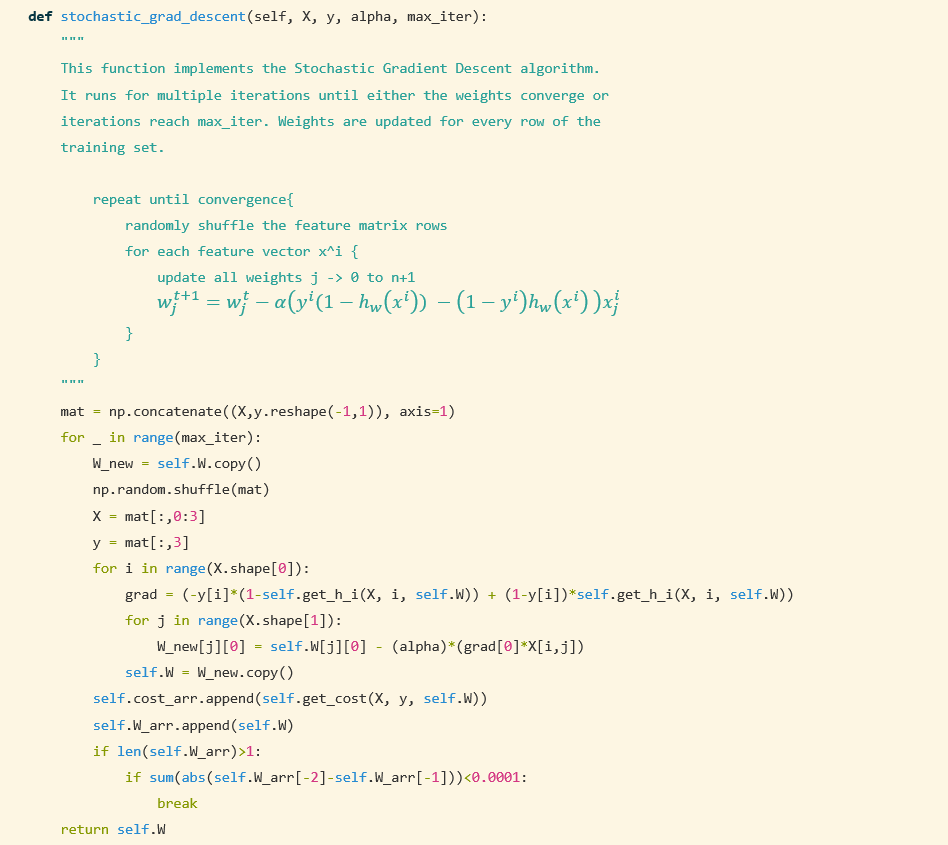 def stochastic_grad_descent(self, X, y, alpha, max_iter):
    """
    This function implements the Stochastic Gradient Descent algorithm.
    It runs for multiple iterations until either the weights converge or
    iterations reach max_iter. Weights are updated for every row of the
    training set.

        repeat until convergence{
            randomly shuffle the feature matrix rows
            for each feature vector x^i {
                update all weights j -> 0 to n+1
                w_j^{t+1} = w_j^t − α(y^i(1 − h_w(x^i)) − (1 − y^i)h_w(x^i))x_j^i
            }
        }
    """
    mat = np.concatenate((X,y.reshape(-1,1)), axis=1)
    for _ in range(max_iter):
        W_new = self.W.copy()
        np.random.shuffle(mat)
        X = mat[:,0:3]
        y = mat[:,3]
        for i in range(X.shape[0]):
            grad = (-y[i]*(1-self.get_h_i(X, i, self.W)) + (1-y[i])*self.get_h_i(X, i, self.W))
            for j in range(X.shape[1]):
                W_new[j][0] = self.W[j][0] - (alpha)*(grad[0]*X[i,j])
            self.W = W_new.copy()
        self.cost_arr.append(self.get_cost(X, y, self.W))
        self.W_arr.append(self.W)
        if len(self.W_arr)>1:
            if sum(abs(self.W_arr[-2]-self.W_arr[-1]))<0.0001:
                break
    return self.W